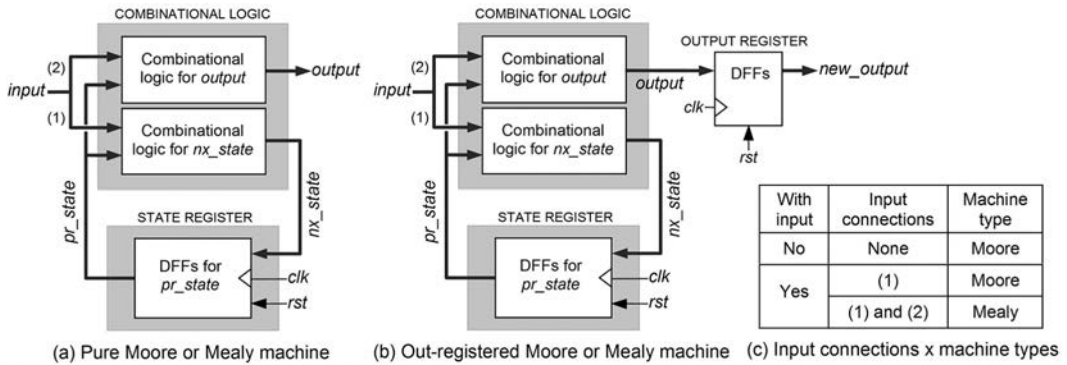 COMBINATIONAL LOGIC
(2)
input
(1)
Combinational
logic for output
output
Combinational
logic for nx_state
pr_state
nx_state
STATE REGISTER
DFFs for
pr_state
clk
rst
(a) Pure Moore or Mealy machine
COMBINATIONAL LOGIC
(2)
input
(1)
Combinational
logic for output
output
Combinational
logic for nx_state
pr_state
nx_state
STATE REGISTER
DFFs for
pr_state
clk
rst
OUTPUT REGISTER
DFFs
new_output
clk
rst
(b) Out-registered Moore or Mealy machine
With input | Input connections | Machine type
No | None | Moore
Yes | (1) | Moore
(1) and (2) | Mealy
(c) Input connections x machine types